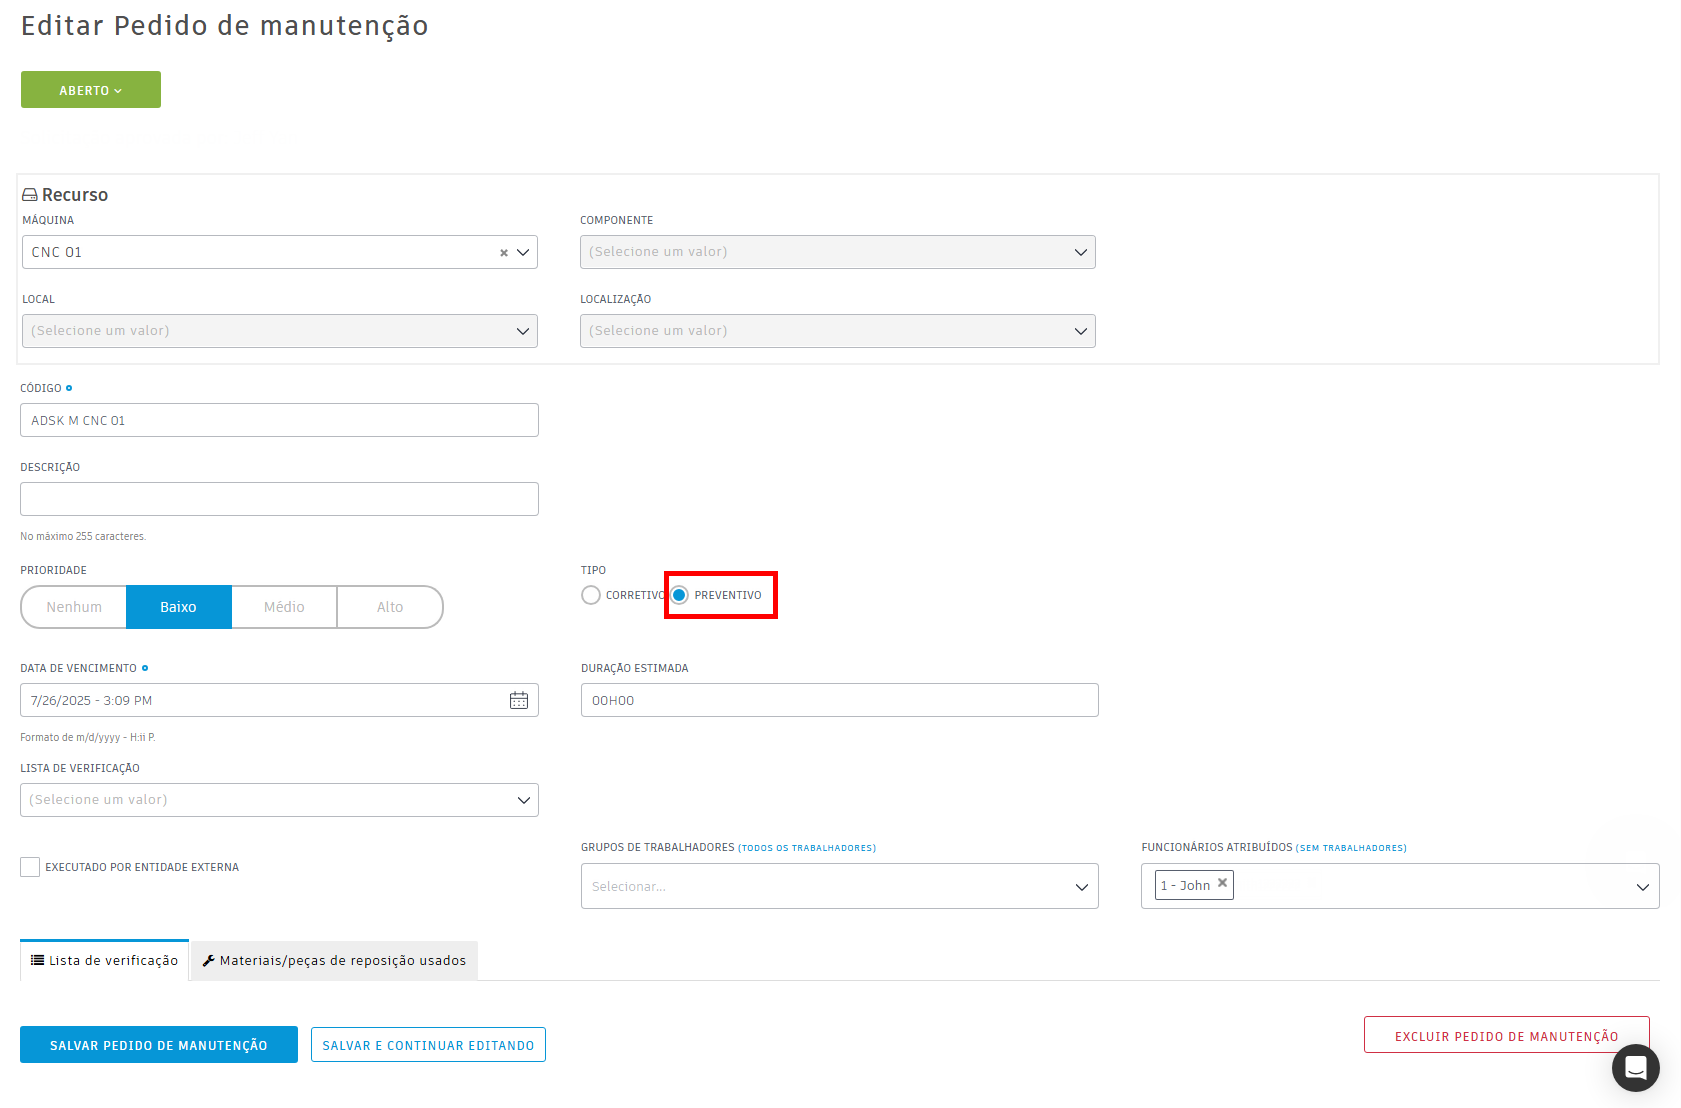 Editar Pedido de manutenção
ABERTO
Recurso
MÁQUINA
COMPONENTE
CNC 01
(Selecione um valor)
LOCAL
LOCALIZAÇÃO
(Selecione um valor)
(Selecione um valor)
CÓDIGO
ADSK M CNC 01
DESCRIÇÃO
No máximo 255 caracteres.
PRIORIDADE
TIPO
Nenhum
Baixo
Médio
Alto
CORRETIVO
PREVENTIVO
DATA DE VENCIMENTO
DURAÇÃO ESTIMADA
7/26/2025 - 3:09 PM
00H00
Formato de m/d/yyyy - H:ii P.
LISTA DE VERIFICAÇÃO
(Selecione um valor)
EXECUTADO POR ENTIDADE EXTERNA
GRUPOS DE TRABALHADORES (TODOS OS TRABALHADORES)
FUNCIONÁRIOS ATRIBUÍDOS (SEM TRABALHADORES)
Selecionar...
1 - John
Lista de verificação
Materiais/peças de reposição usados
SALVAR PEDIDO DE MANUTENÇÃO
SALVAR E CONTINUAR EDITANDO
EXCLUIR PEDIDO DE MANUTENÇÃO